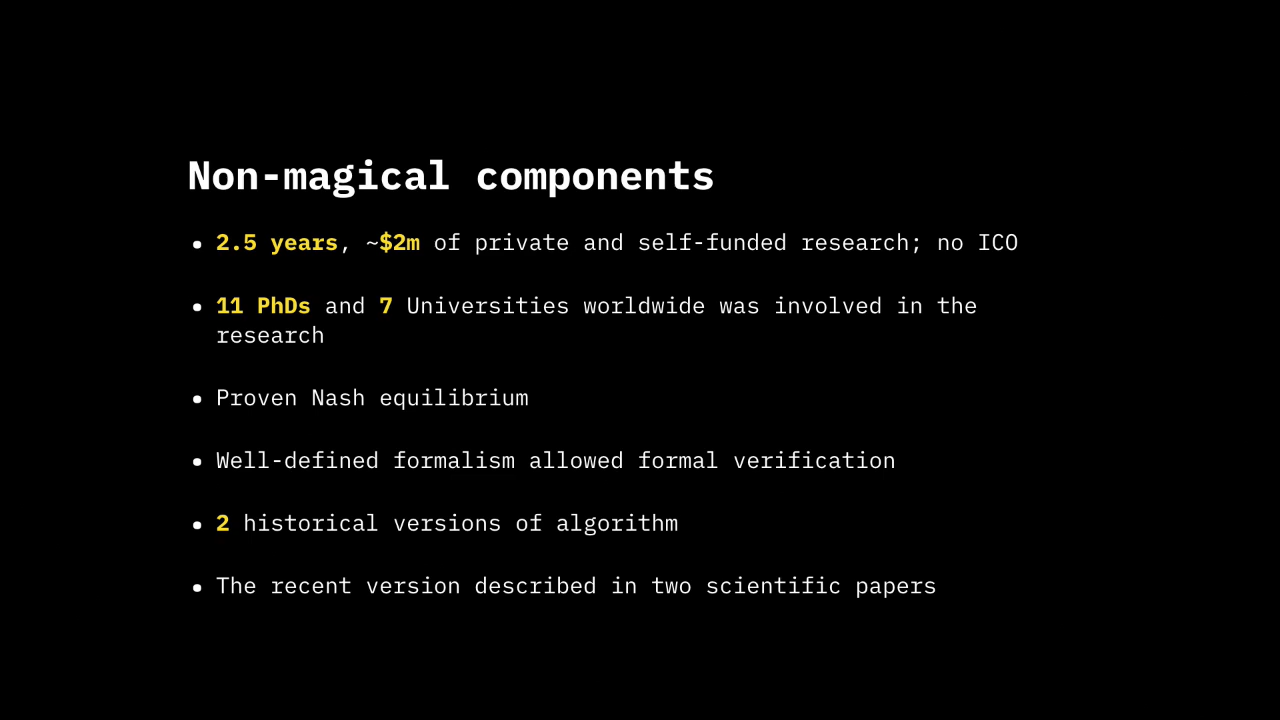 Non-magical components
• 2.5 years, ~$2m of private and self-funded research; no ICO
• 11 PhDs and 7 Universities worldwide was involved in the
research
• Proven Nash equilibrium
• Well-defined formalism allowed formal verification
• 2 historical versions of algorithm
• The recent version described in two scientific papers